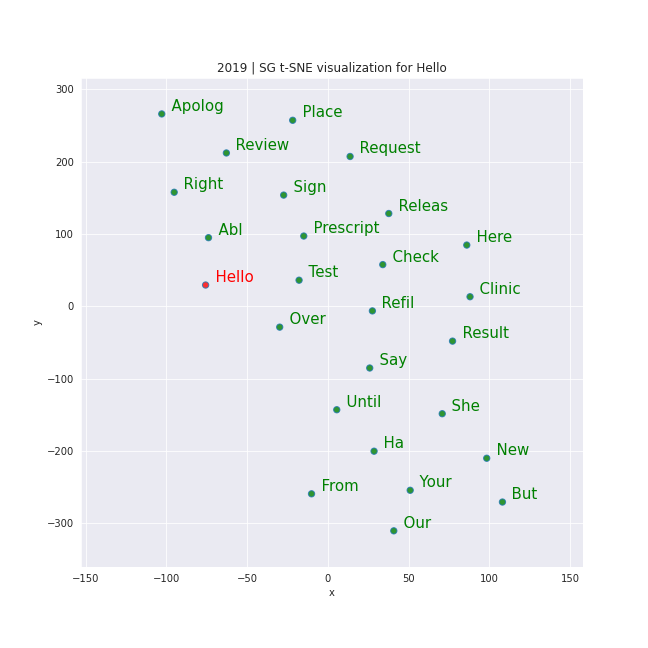 2019 | SG t-SNE visualization for Hello
300
200
100
0
−100
−200
−300
y
Apolog
Place
Review
Request
Right
Sign
Releas
Abl
Prescript
Here
Check
Hello
Test
Clinic
Refil
Over
Result
Say
Until
She
Ha
New
From
Your
But
Our
−150 −100 −50 0 50 100 150
x